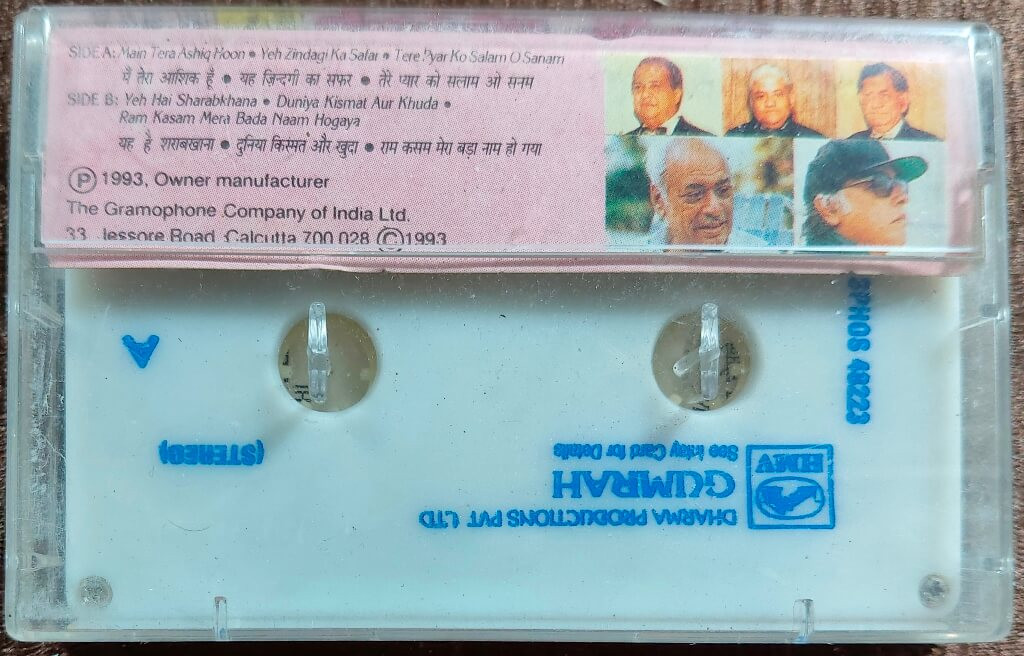 SIDE A: Main Tera Ashiq Hoon • Yeh Zindagi Ka Safar • Tere Pyar Ko Salam O Sanam
मैं तेरा आशिक हूँ • यह ज़िन्दगी का सफर • तेरे प्यार को सलाम ओ सनम
SIDE B: Yeh Hai Sharabkhana • Duniya Kismat Aur Khuda •
Ram Kasam Mera Bada Naam Hogaya
यह है शराबखाना • दुनिया किस्मत और खुदा • राम कसम मेरा बड़ा नाम हो गया
Ⓟ 1993, Owner manufacturer
The Gramophone Company of India Ltd.
33, Jessore Road, Calcutta 700 028 Ⓒ 1993
A
SPHOS 48223
(STEREO)
HMV
DHARMA PRODUCTIONS PVT LTD
GUMRAH
See Inlay Card for Details